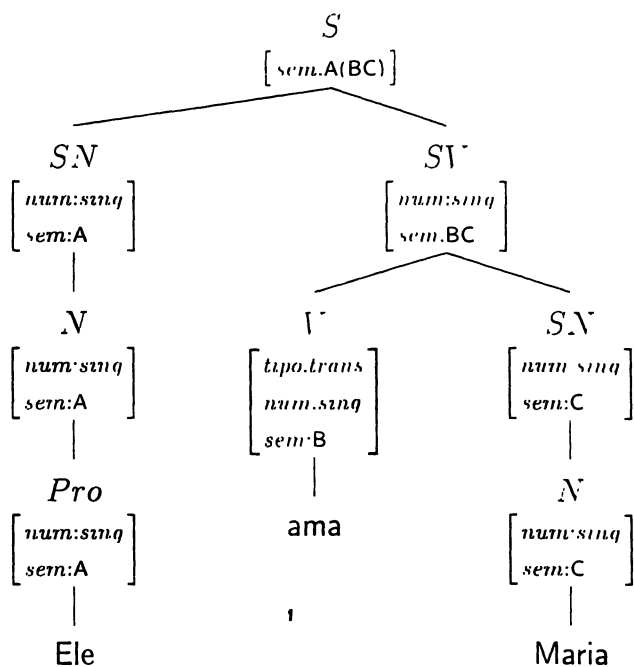 S
[sem:A(BC)]
SN SV
[num:sing [num:sing
sem:A] sem:BC]
N V SN
[num:sing [tipo:trans [num:sing
sem:A] num:sing sem:C]
sem:B]
Pro ama N
[num:sing [num:sing
sem:A] sem:C]
Ele Maria